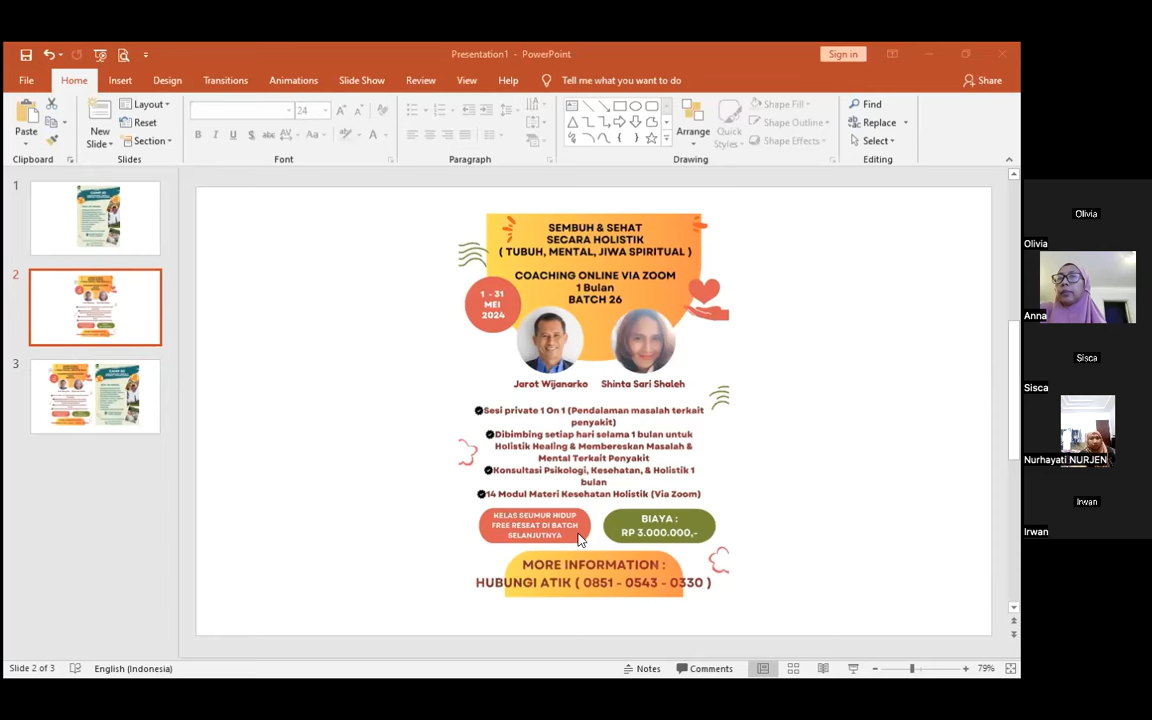 Presentation1 - PowerPoint
Sign in
File Home Insert Design Transitions Animations Slide Show Review View Help Tell me what you want to do Share
Paste
New
Slide
Layout
Reset
Section
24
B I U S abc AV Aa A
Arrange
Quick
Styles
Shape Fill
Shape Outline
Shape Effects
Find
Replace
Select
Clipboard Slides Font Paragraph Drawing Editing
1
2
3
SEMBUH & SEHAT
SECARA HOLISTIK
( TUBUH, MENTAL, JIWA SPIRITUAL )
COACHING ONLINE VIA ZOOM
1 Bulan
BATCH 26
1 - 31
MEI
2024
Jarot Wijanarko Shinta Sari Shaleh
Sesi private 1 On 1 (Pendalaman masalah terkait
penyakit)
Dibimbing setiap hari selama 1 bulan untuk
Holistik Healing & Membereskan Masalah &
Mental Terkait Penyakit
Konsultasi Psikologi, Kesehatan, & Holistik 1
bulan
14 Modul Materi Kesehatan Holistik (Via Zoom)
KELAS SEUMUR HIDUP
FREE RESEAT DI BATCH
SELANJUTNYA
BIAYA :
RP 3.000.000,-
MORE INFORMATION :
HUBUNGI ATIK ( 0851 - 0543 - 0330 )
Olivia
Olivia
Anna
Sisca
Sisca
Nurhayati NURJEN
Irwan
Irwan
Slide 2 of 3 English (Indonesia) Notes Comments 79%